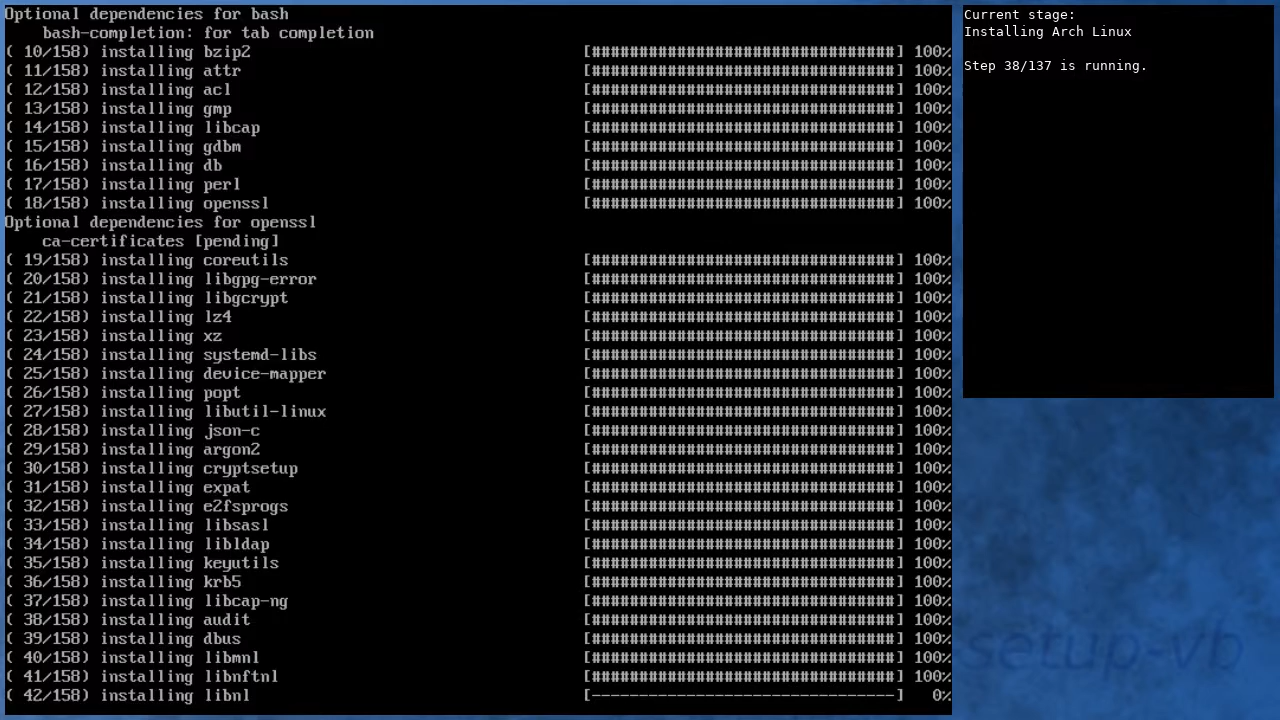 Optional dependencies for bash
    bash-completion: for tab completion
( 10/158) installing bzip2 [################################] 100%
( 11/158) installing attr [################################] 100%
( 12/158) installing acl [################################] 100%
( 13/158) installing gmp [################################] 100%
( 14/158) installing libcap [################################] 100%
( 15/158) installing gdbm [################################] 100%
( 16/158) installing db [################################] 100%
( 17/158) installing perl [################################] 100%
( 18/158) installing openssl [################################] 100%
Optional dependencies for openssl
    ca-certificates [pending]
( 19/158) installing coreutils [################################] 100%
( 20/158) installing libgpg-error [################################] 100%
( 21/158) installing libgcrypt [################################] 100%
( 22/158) installing lz4 [################################] 100%
( 23/158) installing xz [################################] 100%
( 24/158) installing systemd-libs [################################] 100%
( 25/158) installing device-mapper [################################] 100%
( 26/158) installing popt [################################] 100%
( 27/158) installing libutil-linux [################################] 100%
( 28/158) installing json-c [################################] 100%
( 29/158) installing argon2 [################################] 100%
( 30/158) installing cryptsetup [################################] 100%
( 31/158) installing expat [################################] 100%
( 32/158) installing e2fsprogs [################################] 100%
( 33/158) installing libsasl [################################] 100%
( 34/158) installing libldap [################################] 100%
( 35/158) installing keyutils [################################] 100%
( 36/158) installing krb5 [################################] 100%
( 37/158) installing libcap-ng [################################] 100%
( 38/158) installing audit [################################] 100%
( 39/158) installing dbus [################################] 100%
( 40/158) installing libmnl [################################] 100%
( 41/158) installing libnftnl [################################] 100%
( 42/158) installing libnl [--------------------------------] 0%
Current stage:
Installing Arch Linux
Step 38/137 is running.
setup-vb